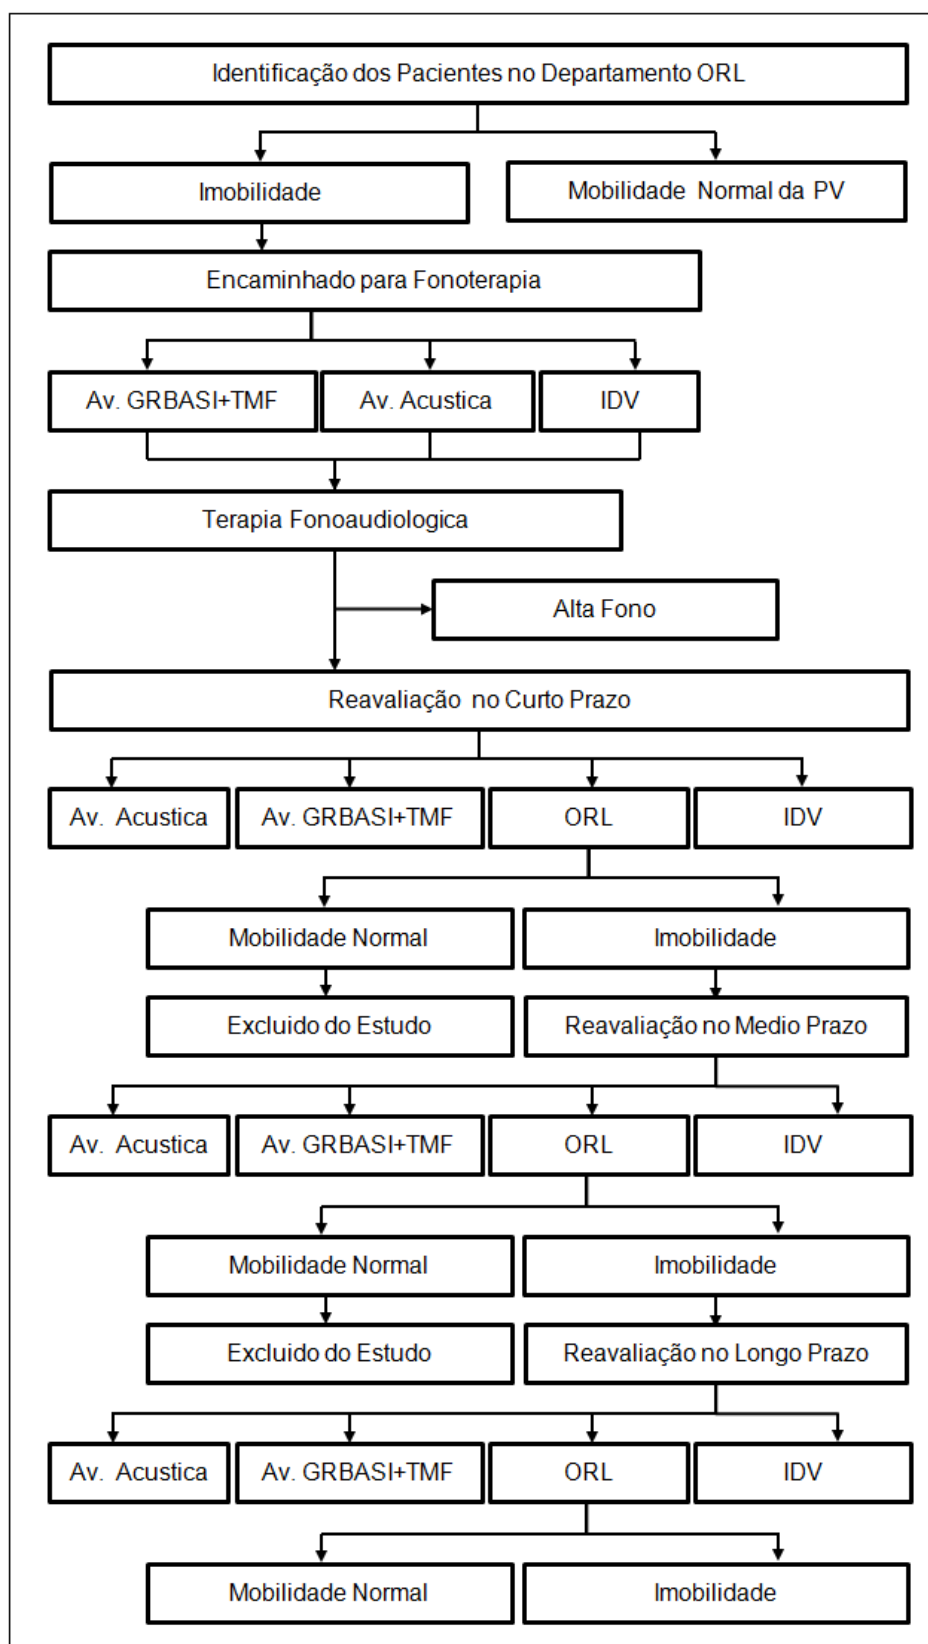 Identificação dos Pacientes no Departamento ORL
Imobilidade
Mobilidade Normal da PV
Encaminhado para Fonoterapia
Av. GRBASI+TMF
Av. Acustica
IDV
Terapia Fonoaudiologica
Alta Fono
Reavaliação no Curto Prazo
Av. Acustica
Av. GRBASI+TMF
ORL
IDV
Mobilidade Normal
Imobilidade
Excluido do Estudo
Reavaliação no Medio Prazo
Av. Acustica
Av. GRBASI+TMF
ORL
IDV
Mobilidade Normal
Imobilidade
Excluido do Estudo
Reavaliação no Longo Prazo
Av. Acustica
Av. GRBASI+TMF
ORL
IDV
Mobilidade Normal
Imobilidade